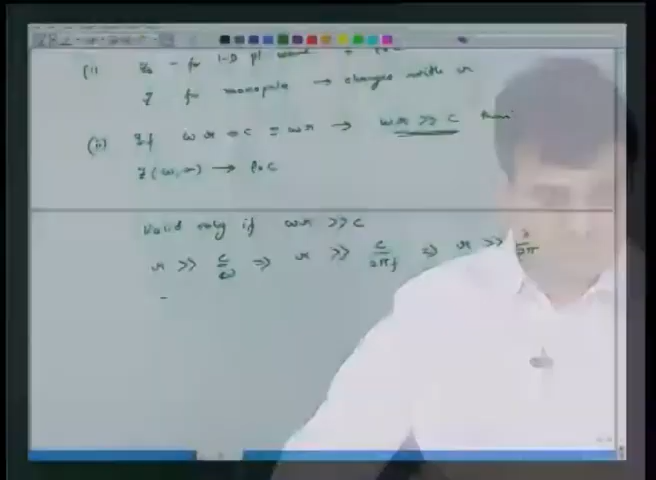 (i) Z₀ - for 1-D pl wave = ρ₀c
Z for monopole → changes with r
(ii) If ωr - c ≈ ωr → ωr >> c then
Z(ω,r) → ρ₀c
Valid only if ωr >> c
r >> c/ω ⇒ r >> c/2πf ⇒ r >> λ/2π